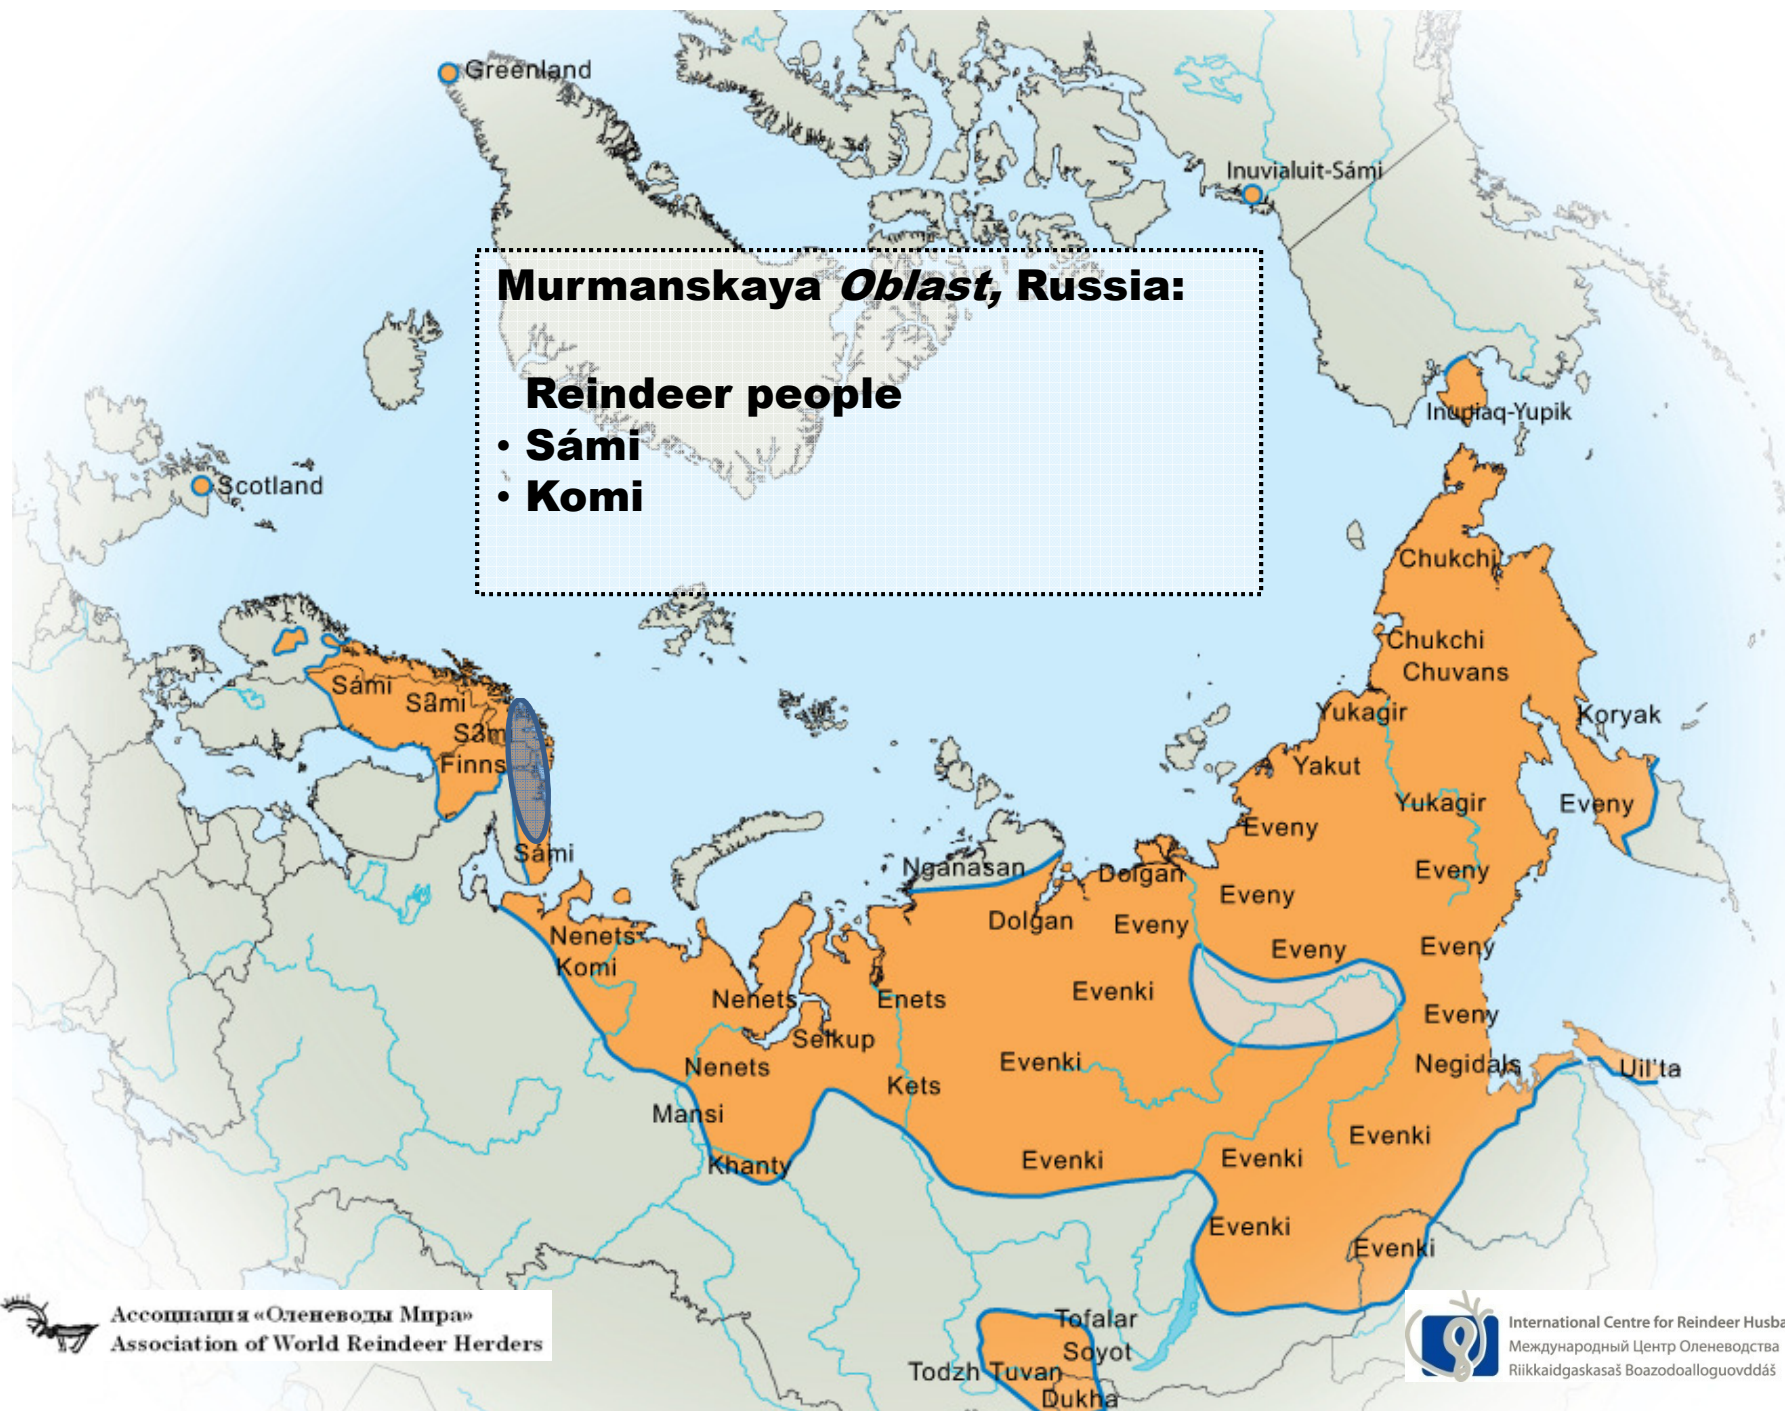 Greenland
Inuvialuit-Sámi
Murmanskaya Oblast, Russia:
Reindeer people
• Sámi
• Komi
Inupiaq-Yupik
Scotland
Chukchi
Chukchi
Chuvans
Sámi
Sámi
Sámi
Finns
Yukagir
Koryak
Yakut
Yukagir
Eveny
Eveny
Sámi
Nganasan
Dolgan
Eveny
Eveny
Dolgan
Eveny
Nenets
Komi
Eveny
Eveny
Nenets
Enets
Evenki
Eveny
Selkup
Nenets
Evenki
Negidals
Uil'ta
Kets
Mansi
Khanty
Evenki
Evenki
Evenki
Evenki
Evenki
Tofalar
Soyot
Todzh Tuvan
Dukha
Ассоциация «Оленеводы Мира»
Association of World Reindeer Herders
International Centre for Reindeer Husba
Международный Центр Оленеводства
Riikkaidgaskasaš Boazodoalloguovddáš